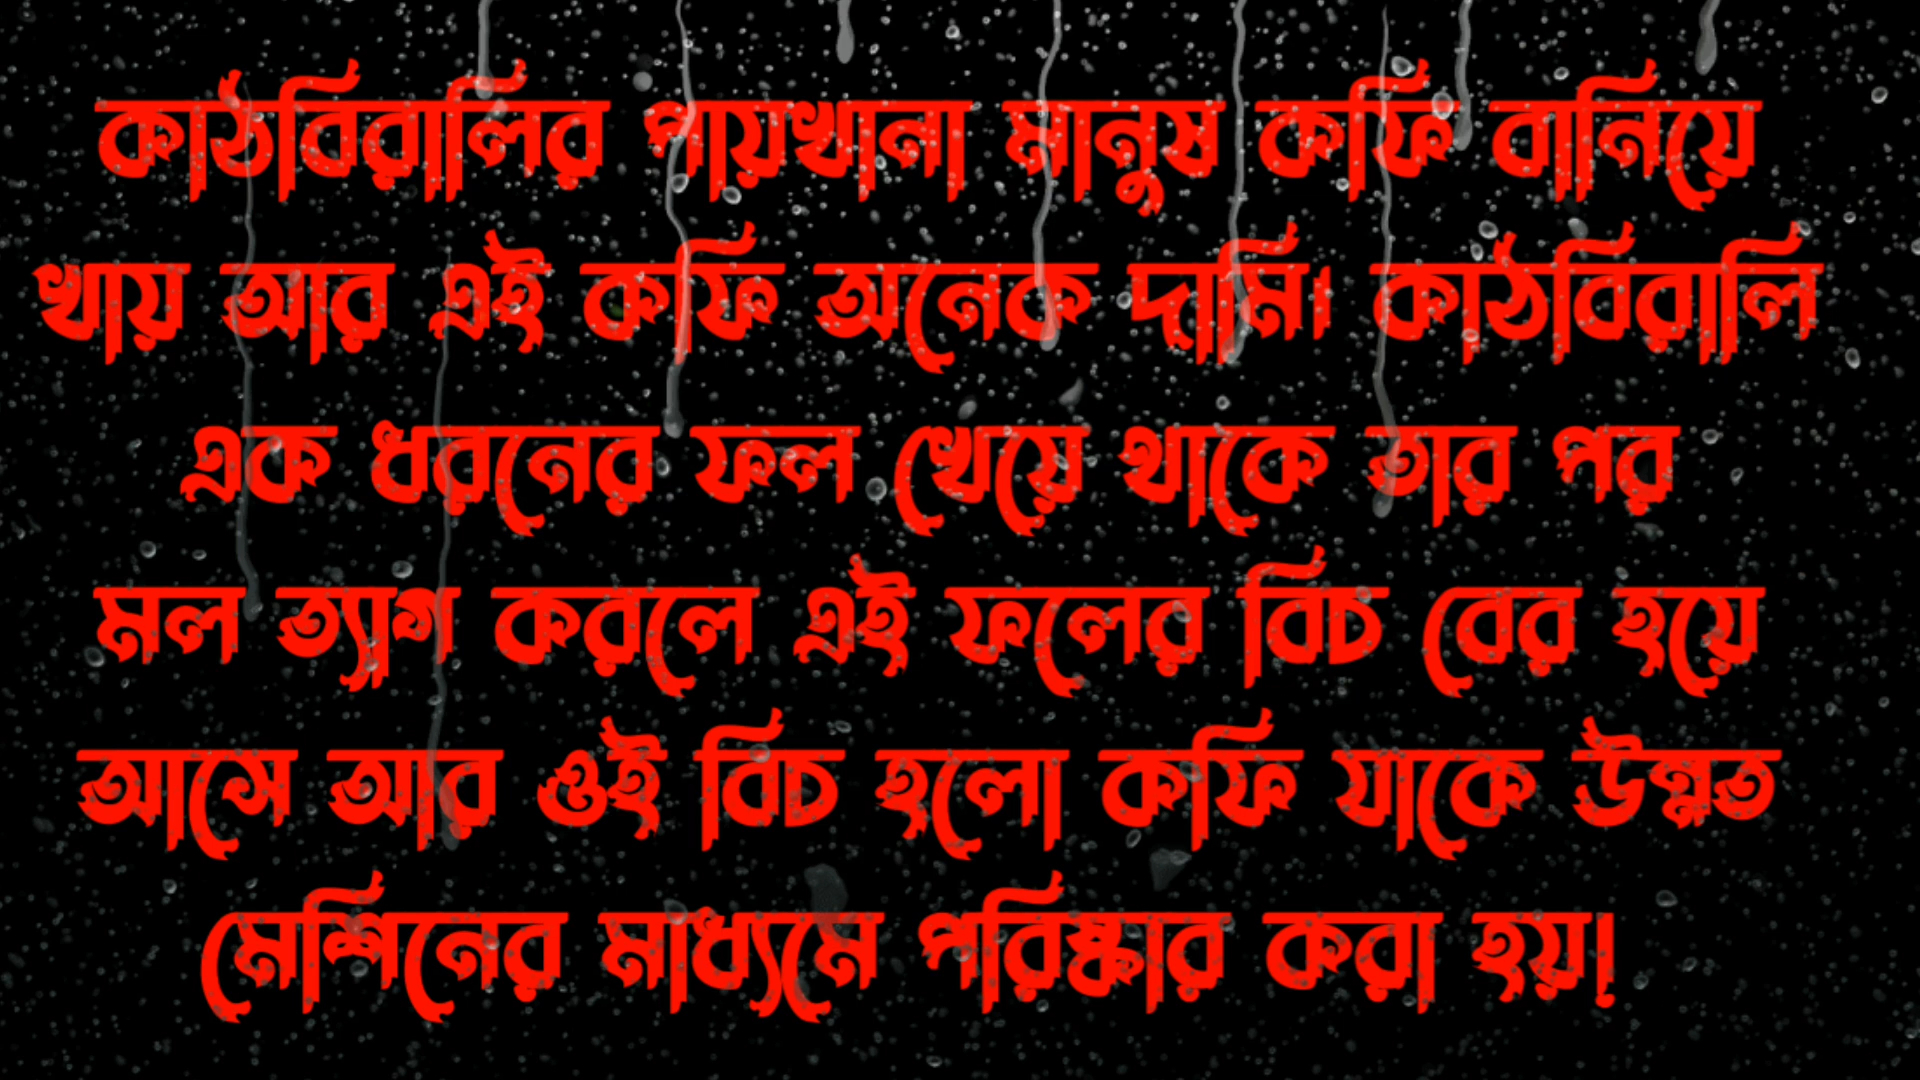 কাঠবিরালির পায়খানা মানুষ কফি বানিয়ে
খায় আর এই কফি অনেক দামি। কাঠবিরালি
এক ধরনের ফল খেয়ে থাকে তার পর
মল ত্যাগ করলে এই ফলের বিচ বের হয়ে
আসে আর ওই বিচ হলো কফি যাকে উন্নত
মেশিনের মাধ্যমে পরিষ্কার করা হয়!